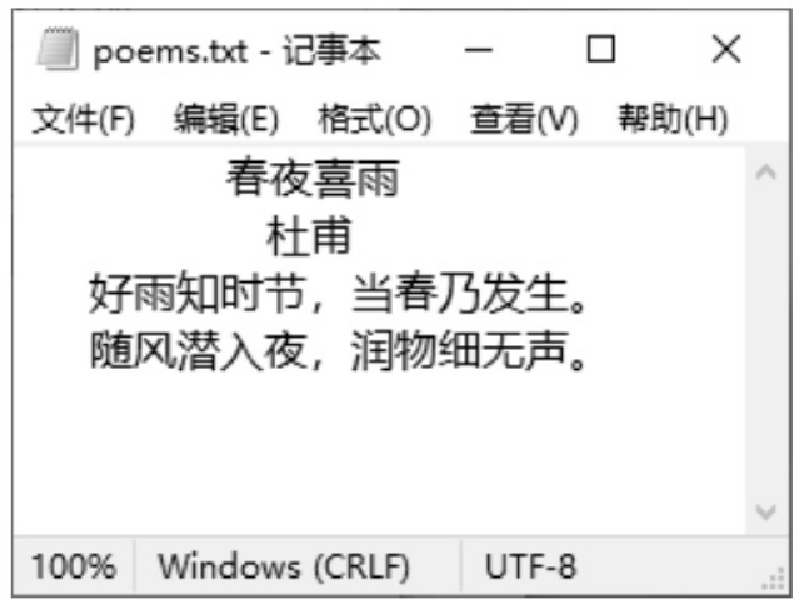 poems.txt - 记事本
文件(F) 编辑(E) 格式(O) 查看(V) 帮助(H)
春夜喜雨
杜甫
好雨知时节，当春乃发生。
随风潜入夜，润物细无声。
100% Windows (CRLF) UTF-8